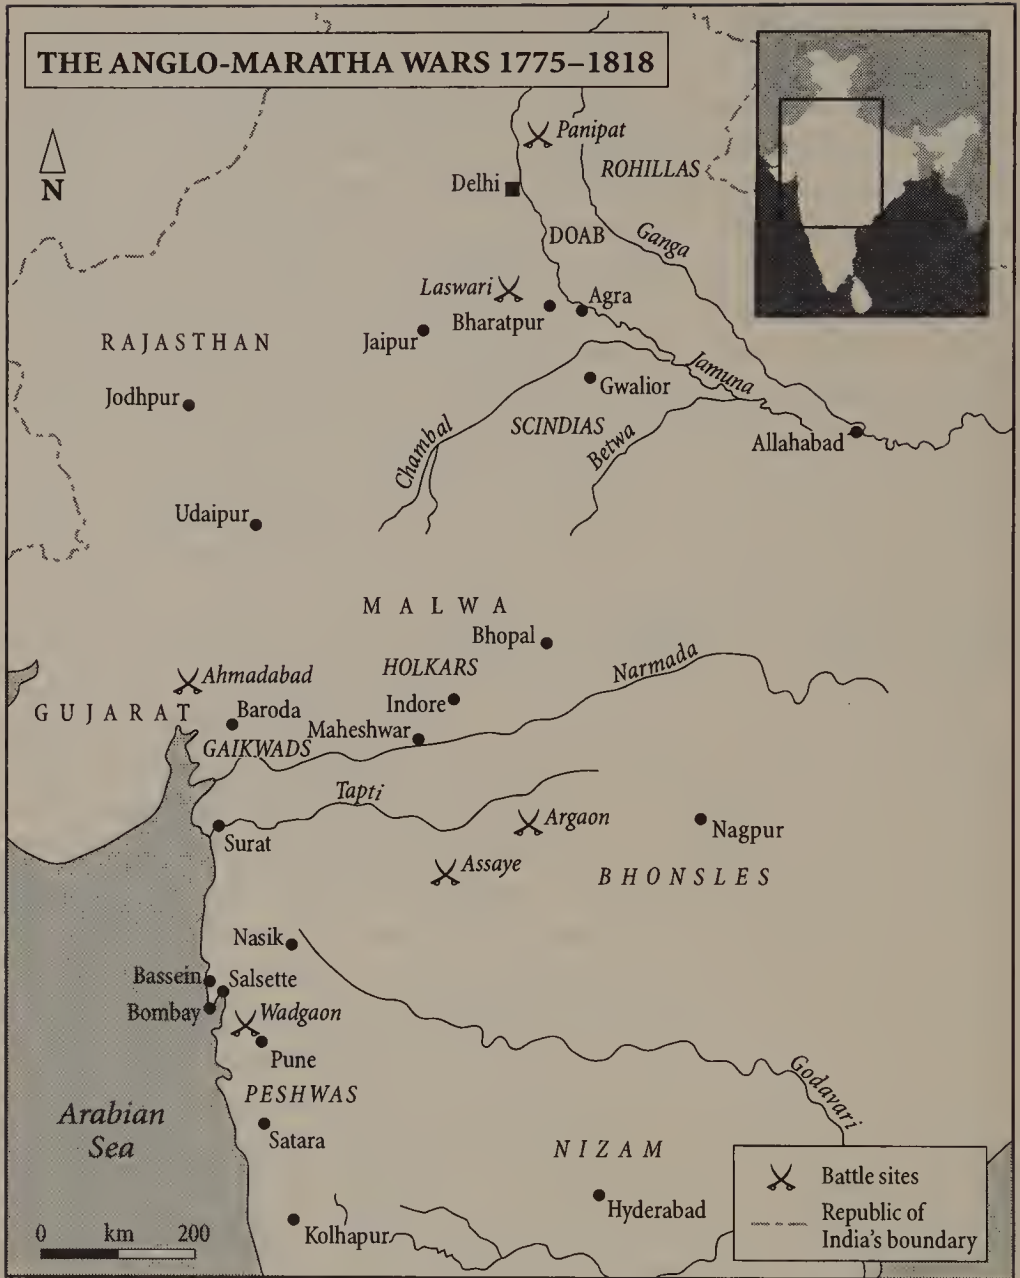 THE ANGLO-MARATHA WARS 1775–1818
N
Panipat
ROHILLAS
Delhi
DOAB
Ganga
Laswari
Agra
Bharatpur
Jaipur
RAJASTHAN
Jamuna
Gwalior
Jodhpur
SCINDIAS
Chambal
Betwa
Allahabad
Udaipur
MALWA
Bhopal
HOLKARS
Narmada
Ahmadabad
Indore
GUJARAT
Baroda
Maheshwar
GAIKWADS
Tapti
Argaon
Nagpur
Surat
Assaye
BHONSLES
Nasik
Bassein
Salsette
Bombay
Wadgaon
Pune
Godavari
PESHWAS
Arabian
Sea
Satara
NIZAM
Hyderabad
Kolhapur
0 km 200
Battle sites
Republic of
India's boundary